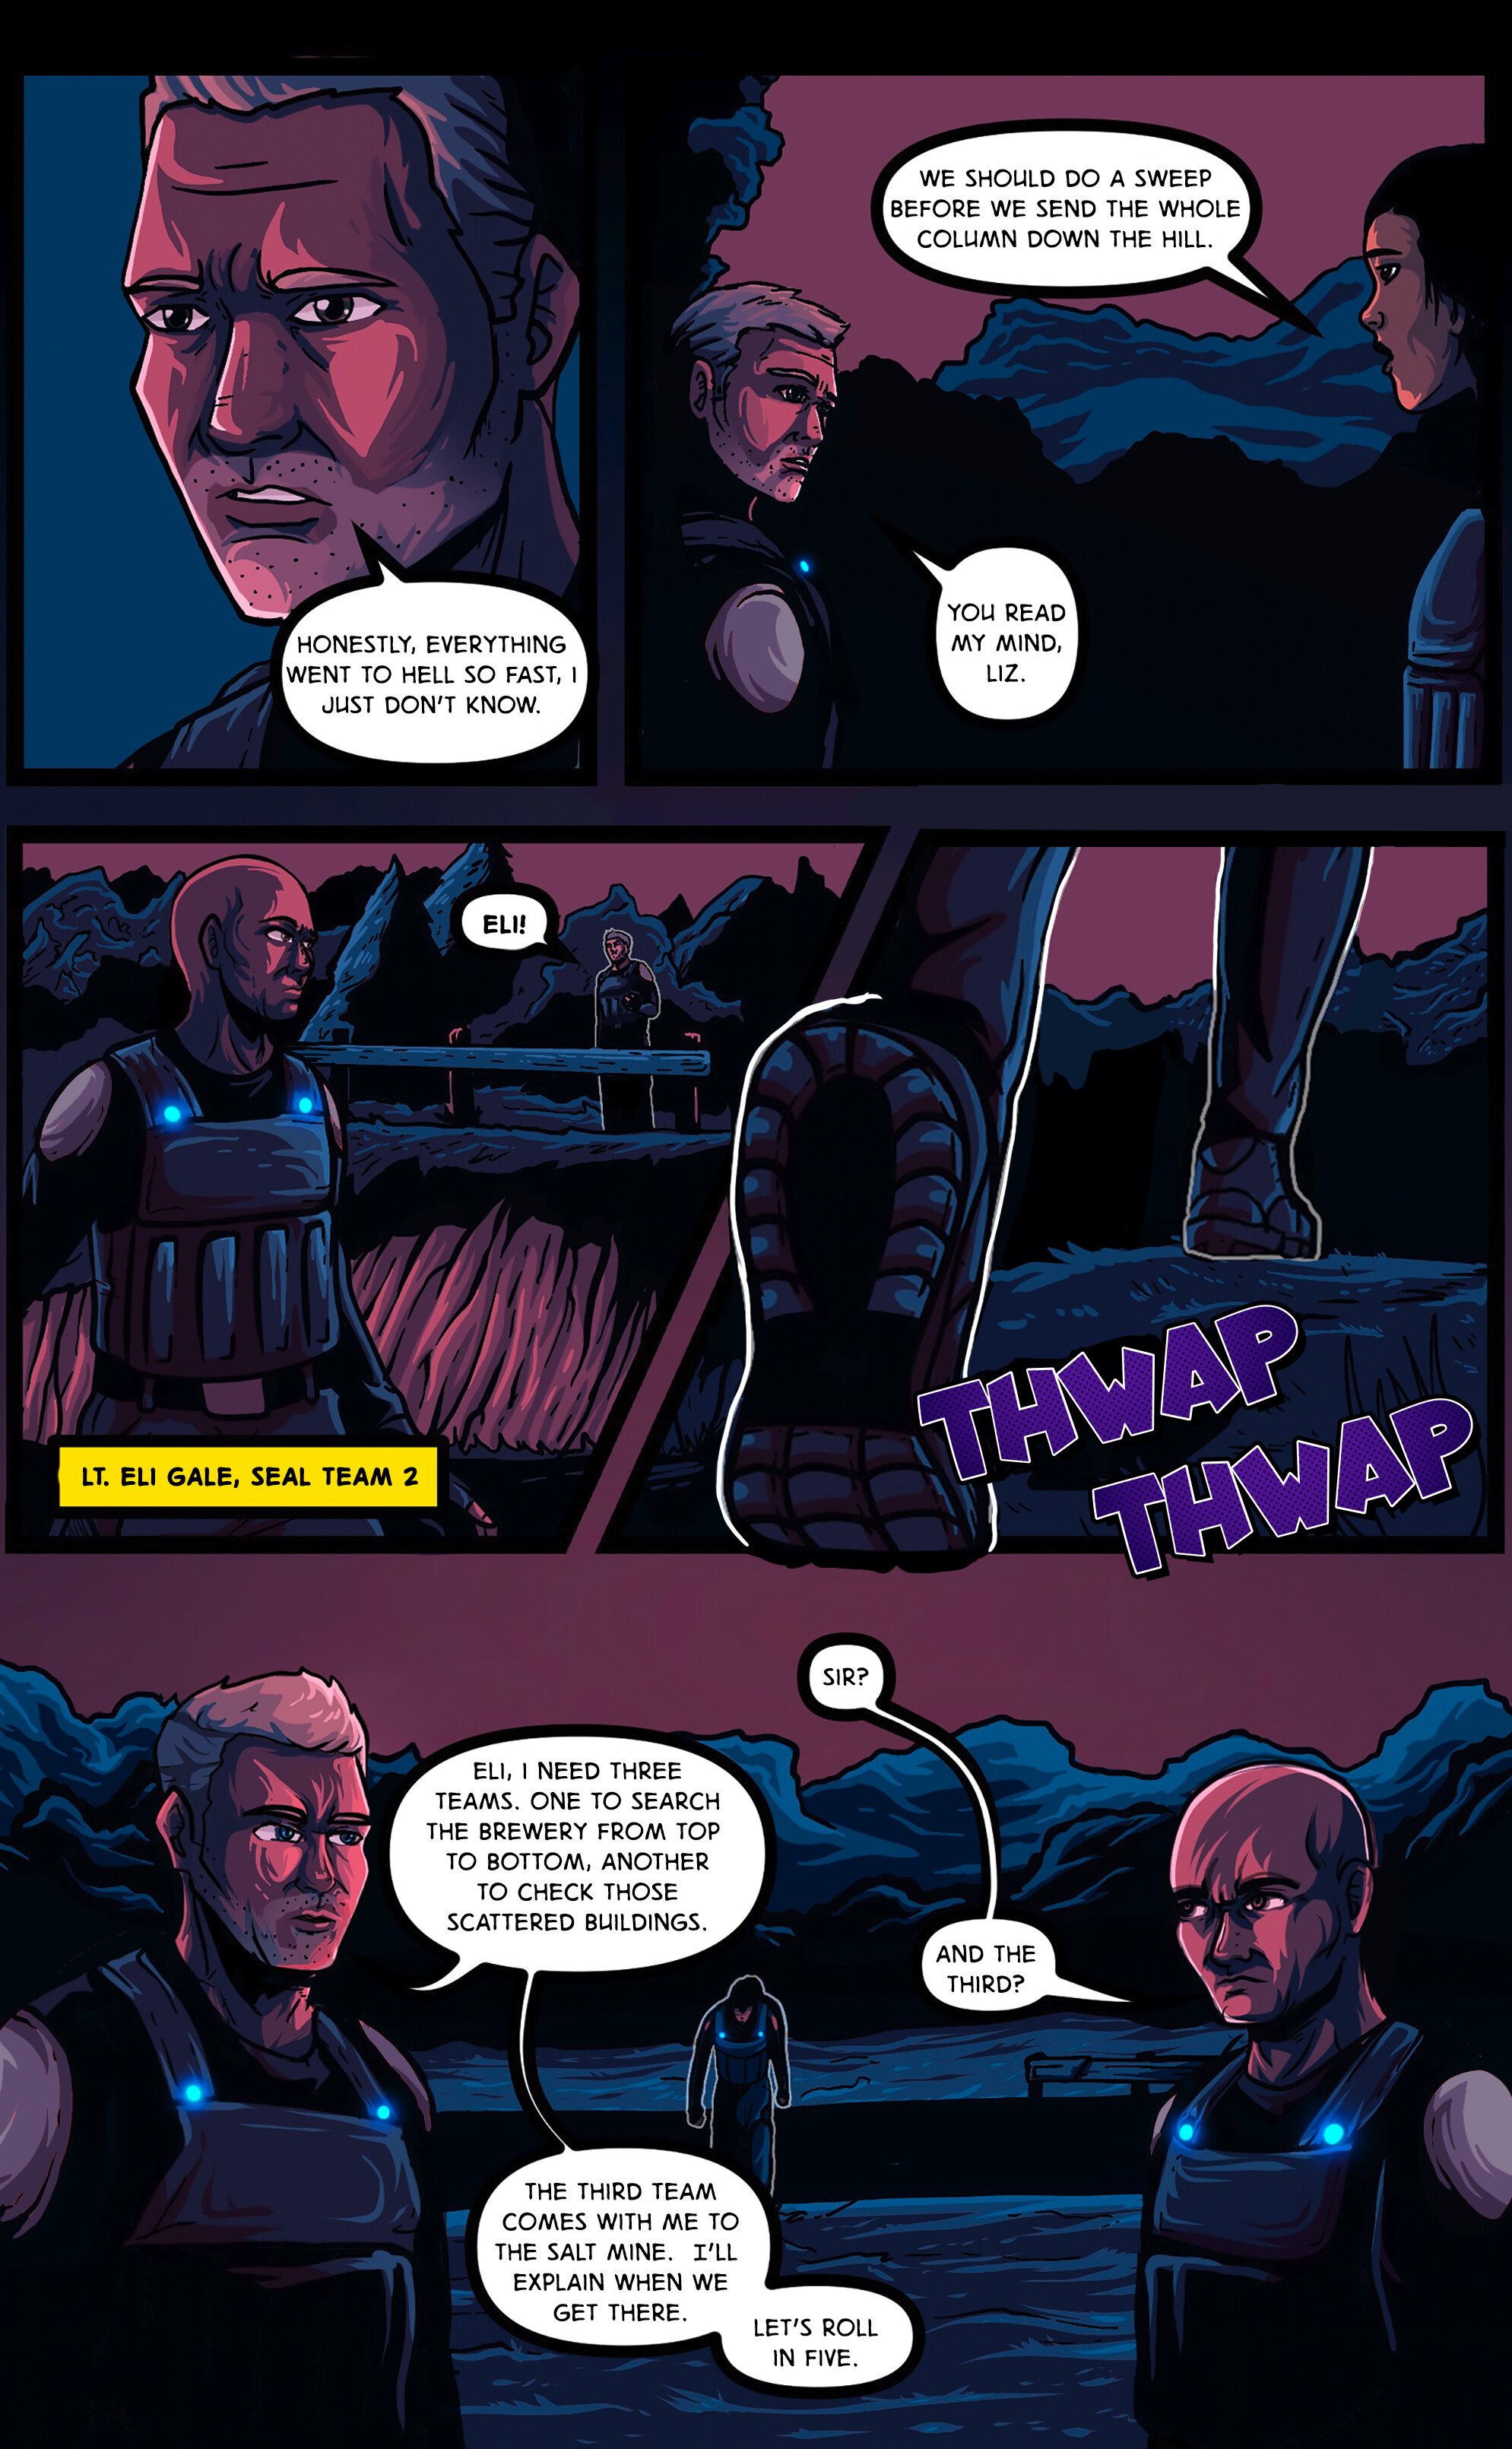 HONESTLY, EVERYTHING
WENT TO HELL SO FAST, I
JUST DON'T KNOW.
WE SHOULD DO A SWEEP
BEFORE WE SEND THE WHOLE
COLUMN DOWN THE HILL.
YOU READ
MY MIND,
LIZ.
ELI!
LT. ELI GALE, SEAL TEAM 2
THWAP
THWAP
SIR?
ELI, I NEED THREE
TEAMS. ONE TO SEARCH
THE BREWERY FROM TOP
TO BOTTOM, ANOTHER
TO CHECK THOSE
SCATTERED BUILDINGS.
AND THE
THIRD?
THE THIRD TEAM
COMES WITH ME TO
THE SALT MINE. I'LL
EXPLAIN WHEN WE
GET THERE.
LET'S ROLL
IN FIVE.